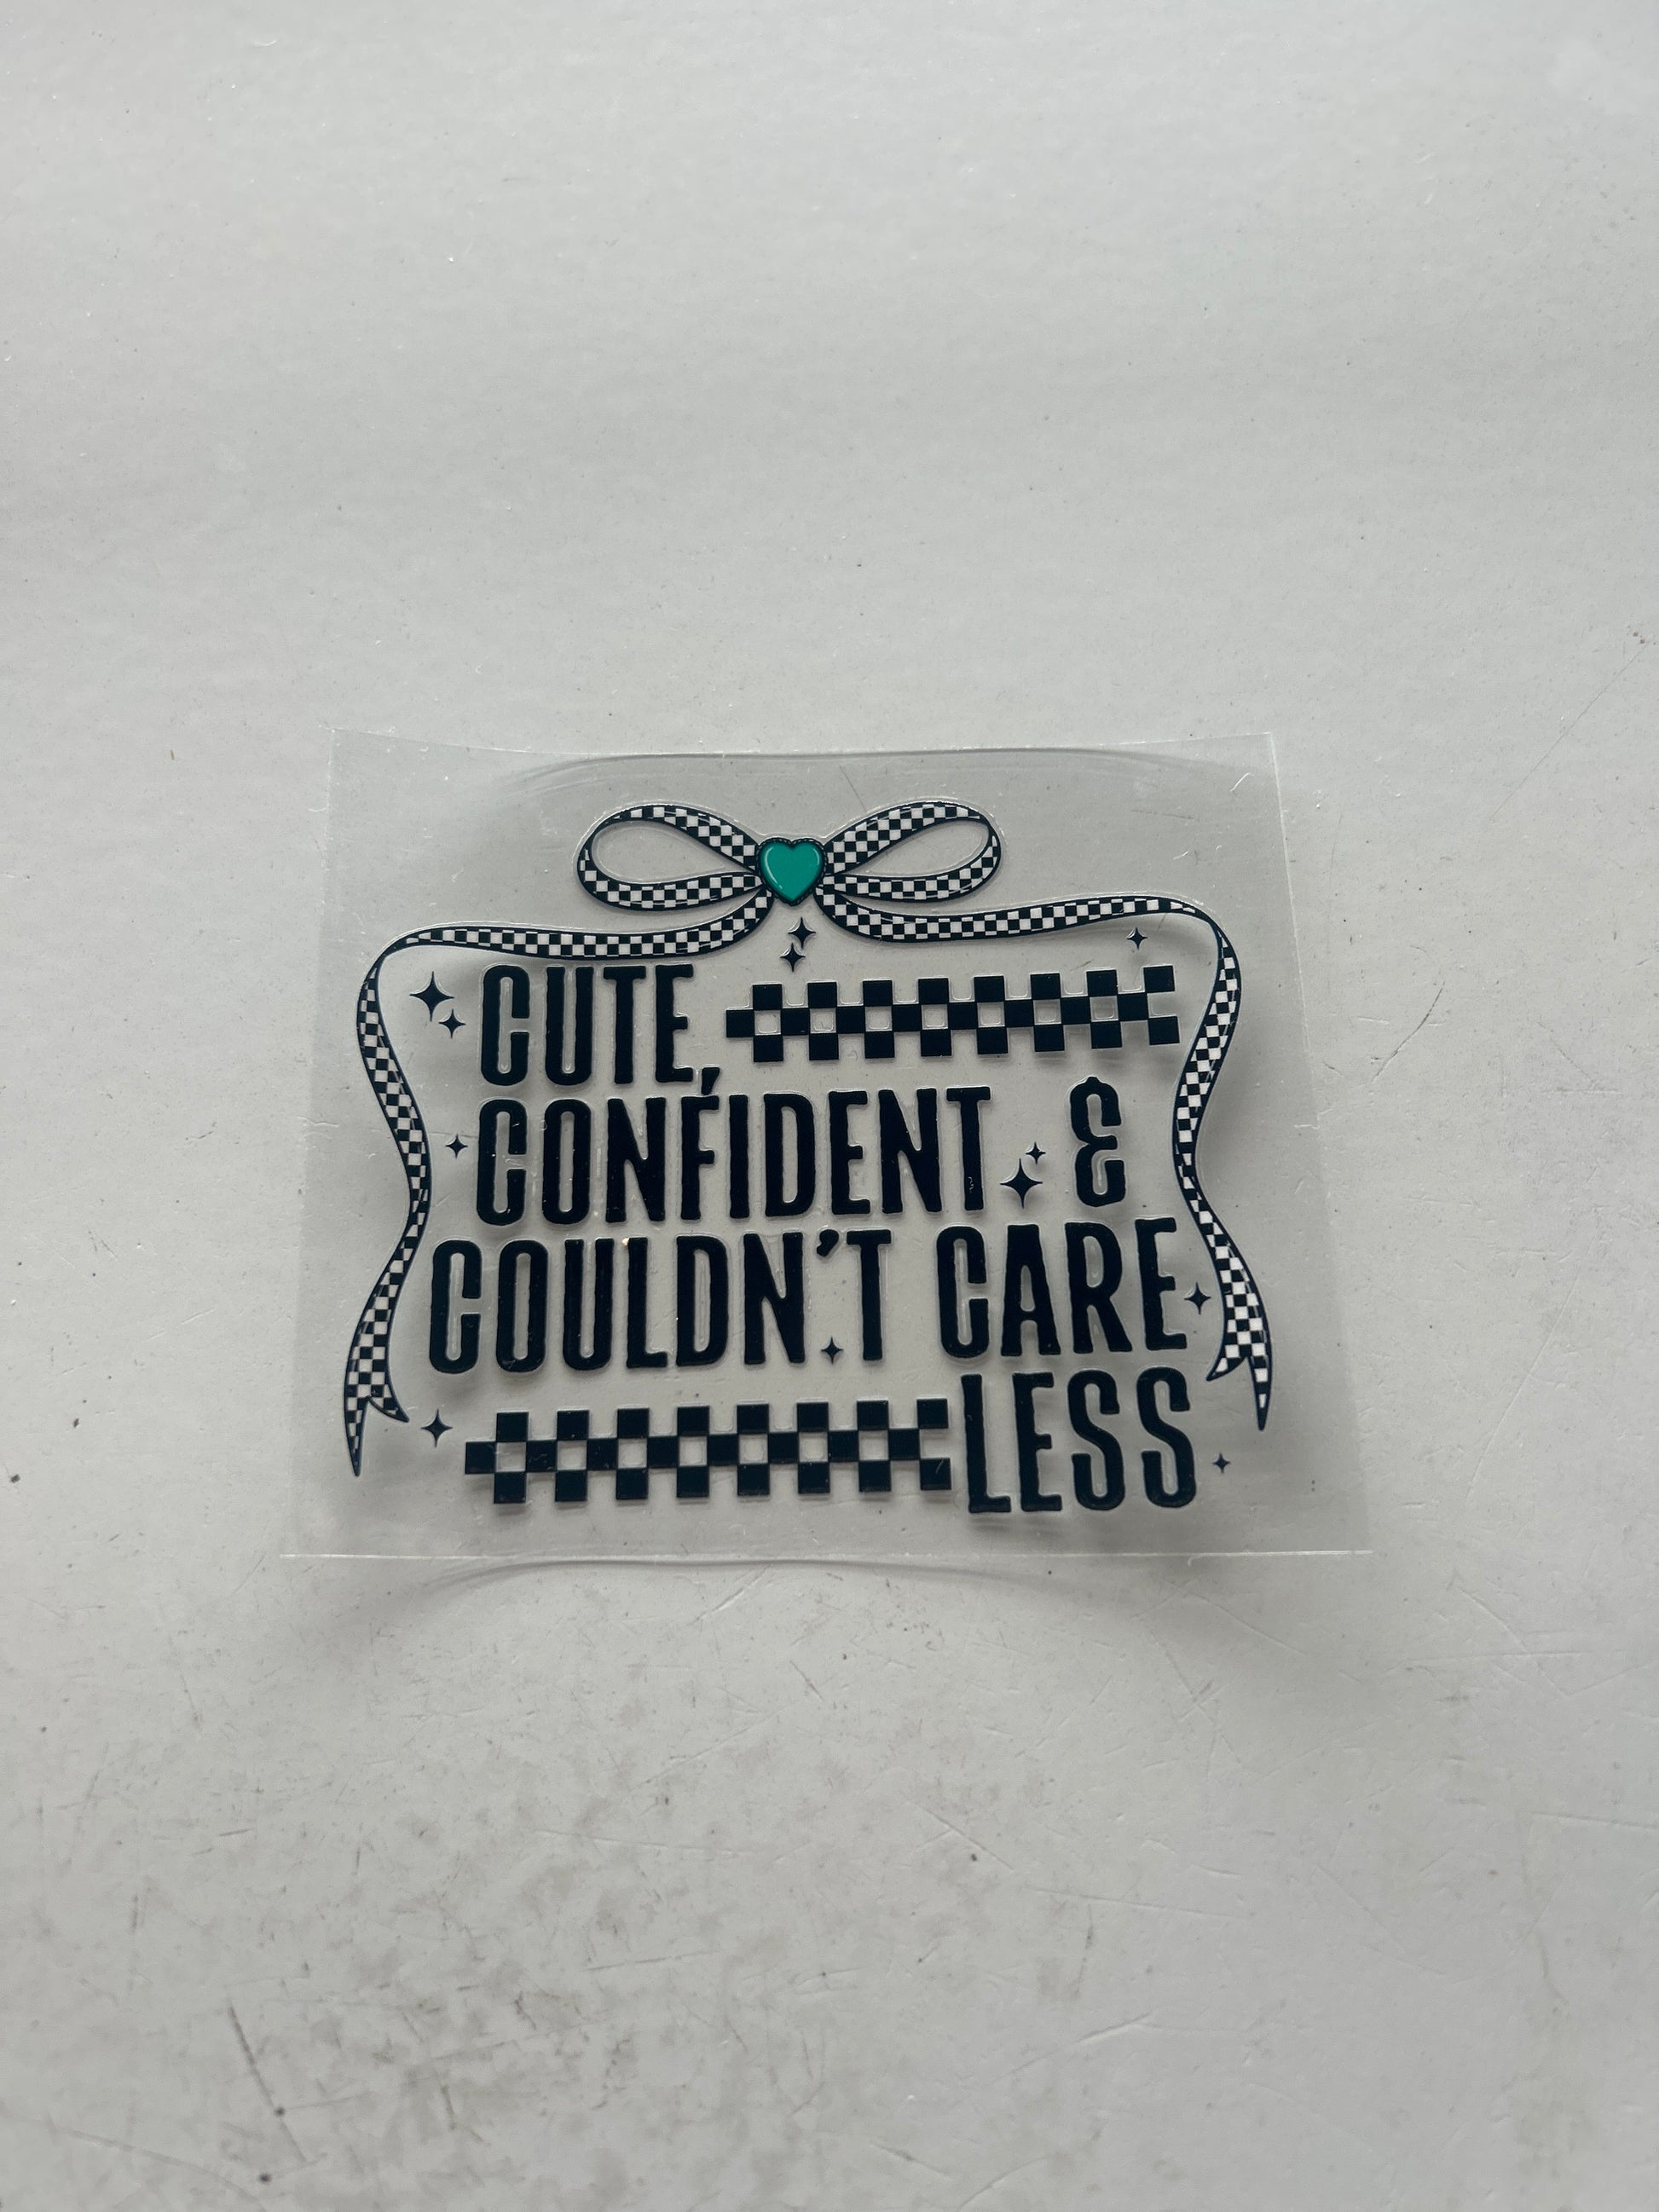 CUTE,
CONFIDENT &
COULDN'T CARE
LESS